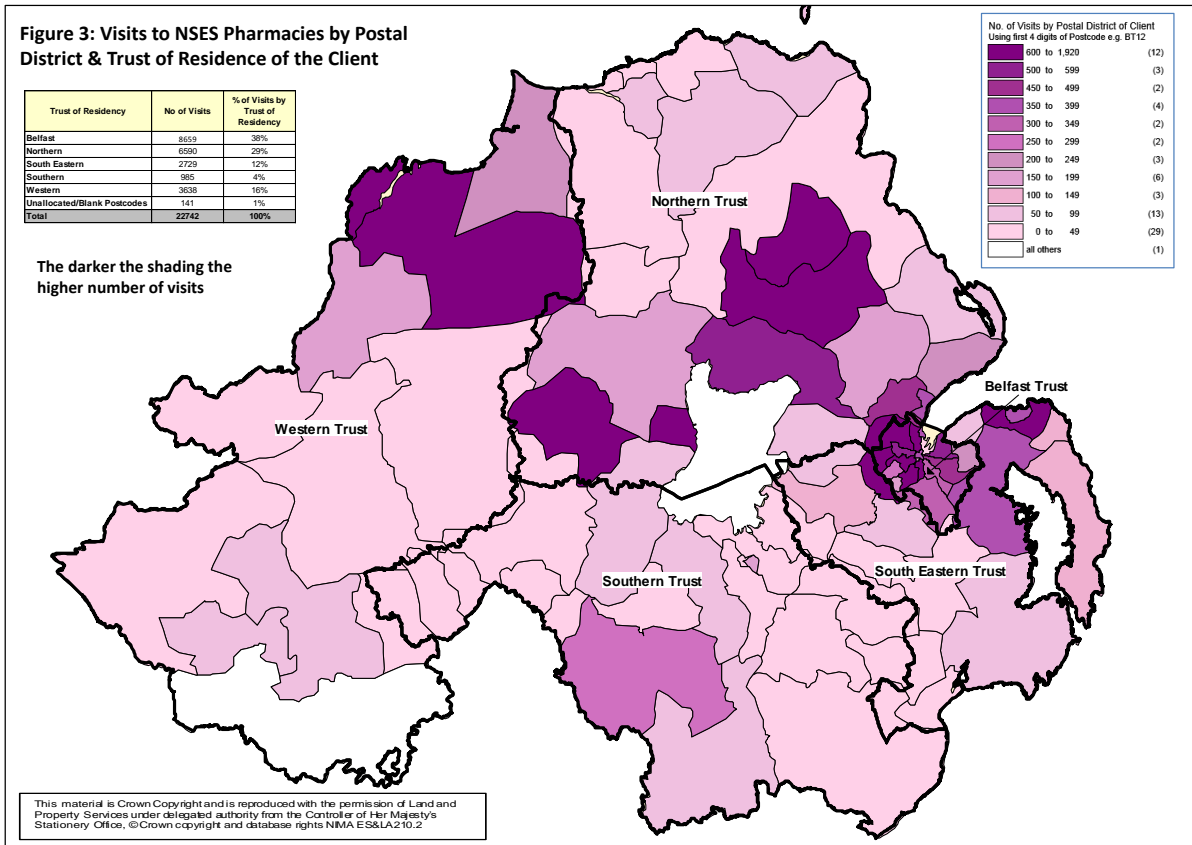 Figure 3: Visits to NSES Pharmacies by Postal
District & Trust of Residence of the Client
Trust of Residency No of Visits % of Visits by Trust of Residency
Belfast 8659 38%
Northern 6590 29%
South Eastern 2729 12%
Southern 985 4%
Western 3638 16%
Unallocated/Blank Postcodes 141 1%
Total 22742 100%
The darker the shading the
higher number of visits
No. of Visits by Postal District of Client
Using first 4 digits of Postcode e.g. BT12
600 to 1,920 (12)
500 to 599 (3)
450 to 499 (2)
350 to 399 (4)
300 to 349 (2)
250 to 299 (2)
200 to 249 (3)
150 to 199 (6)
100 to 149 (3)
50 to 99 (13)
0 to 49 (29)
all others (1)
Northern Trust
Belfast Trust
Western Trust
Southern Trust
South Eastern Trust
This material is Crown Copyright and is reproduced with the permission of Land and
Property Services under delegated authority from the Controller of Her Majesty's
Stationery Office, © Crown copyright and database rights NIMA ES&LA210.2